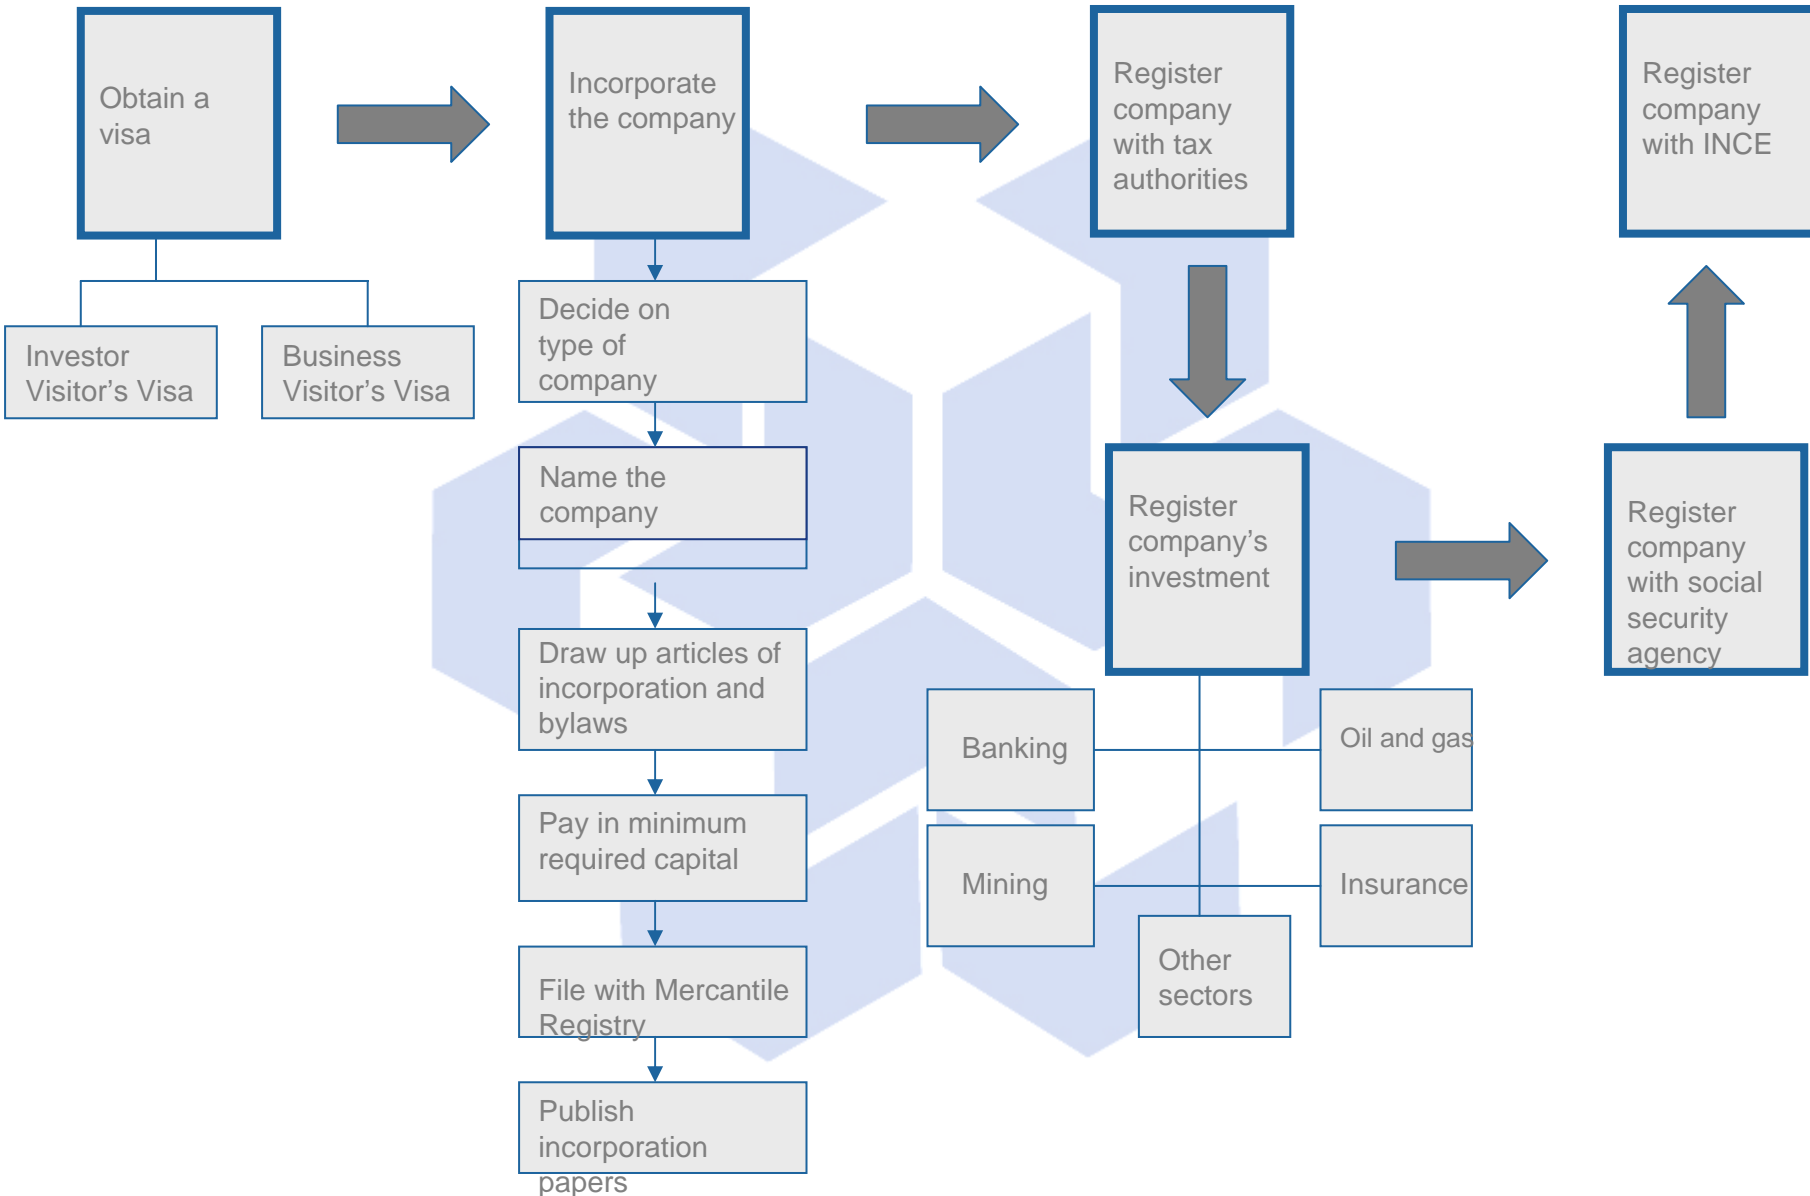 Obtain a
visa
Incorporate
the company
Register
company
with tax
authorities
Register
company
with INCE
Investor
Visitor’s Visa
Business
Visitor’s Visa
Decide on
type of
company
Name the
company
Draw up articles of
incorporation and
bylaws
Pay in minimum
required capital
File with Mercantile
Registry
Publish
incorporation
papers
Register
company’s
investment
Register
company
with social
security
agency
Banking
Oil and gas
Mining
Insurance
Other
sectors